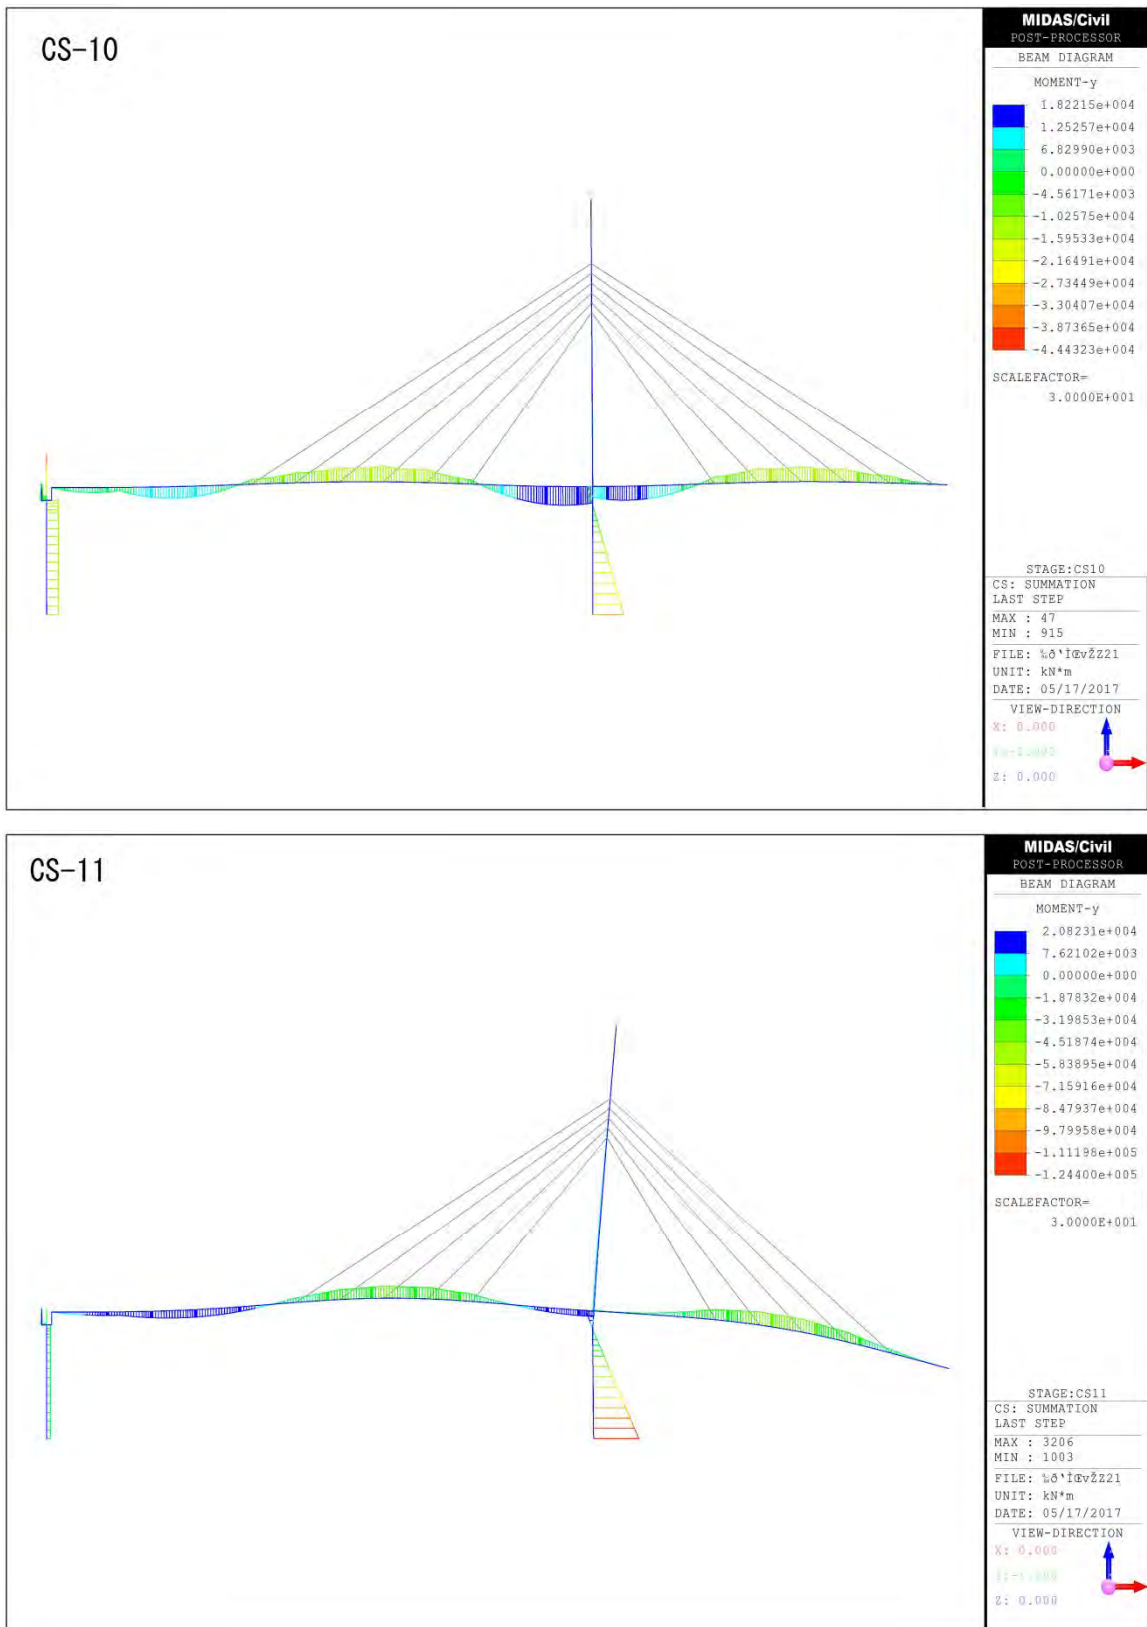 CS-10
MIDAS/Civil
POST-PROCESSOR
BEAM DIAGRAM
MOMENT-y
1.82215e+004
1.25257e+004
6.82990e+003
0.00000e+000
-4.56171e+003
-1.02575e+004
-1.59533e+004
-2.16491e+004
-2.73449e+004
-3.30407e+004
-3.87365e+004
-4.44323e+004
SCALEFACTOR=
3.0000E+001
STAGE:CS10
CS: SUMMATION
LAST STEP
MAX : 47
MIN : 915
FILE:
UNIT: kN*m
DATE: 05/17/2017
VIEW-DIRECTION
X: 0.000
Z: 0.000
CS-11
MIDAS/Civil
POST-PROCESSOR
BEAM DIAGRAM
MOMENT-y
2.08231e+004
7.62102e+003
0.00000e+000
-1.87832e+004
-3.19853e+004
-4.51874e+004
-5.83895e+004
-7.15916e+004
-8.47937e+004
-9.79958e+004
-1.11198e+005
-1.24400e+005
SCALEFACTOR=
3.0000E+001
STAGE:CS11
CS: SUMMATION
LAST STEP
MAX : 3206
MIN : 1003
FILE:
UNIT: kN*m
DATE: 05/17/2017
VIEW-DIRECTION
X: 0.000
Z: 0.000